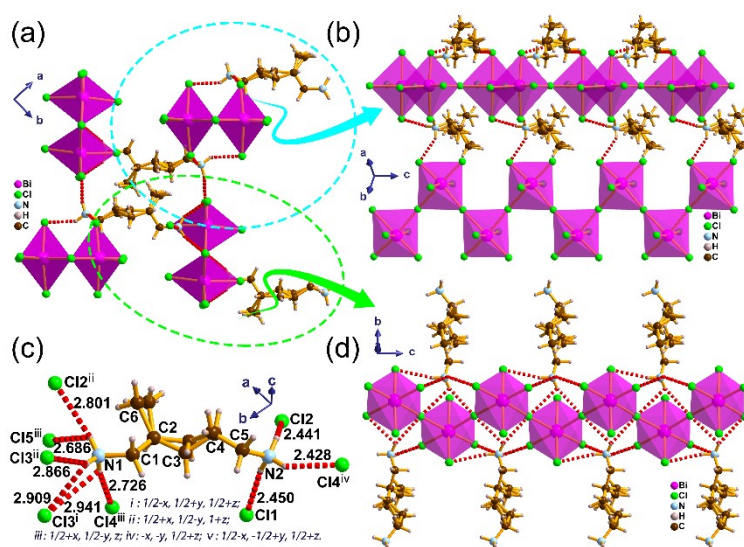 (a)
a
b
Bi
Cl
N
H
C
(b)
a
b
c
Bi
Cl
N
H
C
(c)
Cl2ii
2.801
Cl5iii
2.686
Cl3ii
2.866
N1
2.909
2.941
2.726
Cl3i
Cl4iii
C6
C2
C1
C3
C4
C5
a
b
c
Cl2
2.441
N2
2.428
Cl4iv
2.450
Cl1
i : 1/2-x, 1/2+y, 1/2+z;
ii : 1/2+x, 1/2-y, 1+z;
iii: 1/2+x, 1/2-y, z; iv: -x, -y, 1/2+z; v : 1/2-x, -1/2+y, 1/2+z.
(d)
b
c
Bi
Cl
N
H
C